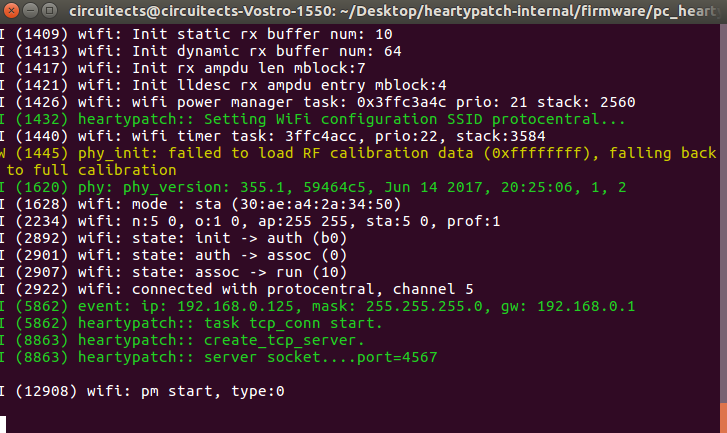 circuitects@circuitects-Vostro-1550: ~/Desktop/heartypatch-internal/firmware/pc_heart
I (1409) wifi: Init static rx buffer num: 10
I (1413) wifi: Init dynamic rx buffer num: 64
I (1417) wifi: Init rx ampdu len mblock:7
I (1421) wifi: Init lldesc rx ampdu entry mblock:4
I (1426) wifi: wifi power manager task: 0x3ffc3a4c prio: 21 stack: 2560
I (1432) heartypatch:: Setting WiFi configuration SSID protocentral...
I (1440) wifi: wifi timer task: 3ffc4acc, prio:22, stack:3584
W (1445) phy_init: failed to load RF calibration data (0xffffffff), falling back
to full calibration
I (1620) phy: phy_version: 355.1, 59464c5, Jun 14 2017, 20:25:06, 1, 2
I (1628) wifi: mode : sta (30:ae:a4:2a:34:50)
I (2234) wifi: n:5 0, o:1 0, ap:255 255, sta:5 0, prof:1
I (2892) wifi: state: init -> auth (b0)
I (2901) wifi: state: auth -> assoc (0)
I (2907) wifi: state: assoc -> run (10)
I (2922) wifi: connected with protocentral, channel 5
I (5862) event: ip: 192.168.0.125, mask: 255.255.255.0, gw: 192.168.0.1
I (5862) heartypatch:: task tcp_conn start.
I (8863) heartypatch:: create_tcp_server.
I (8863) heartypatch:: server socket....port=4567
I (12908) wifi: pm start, type:0